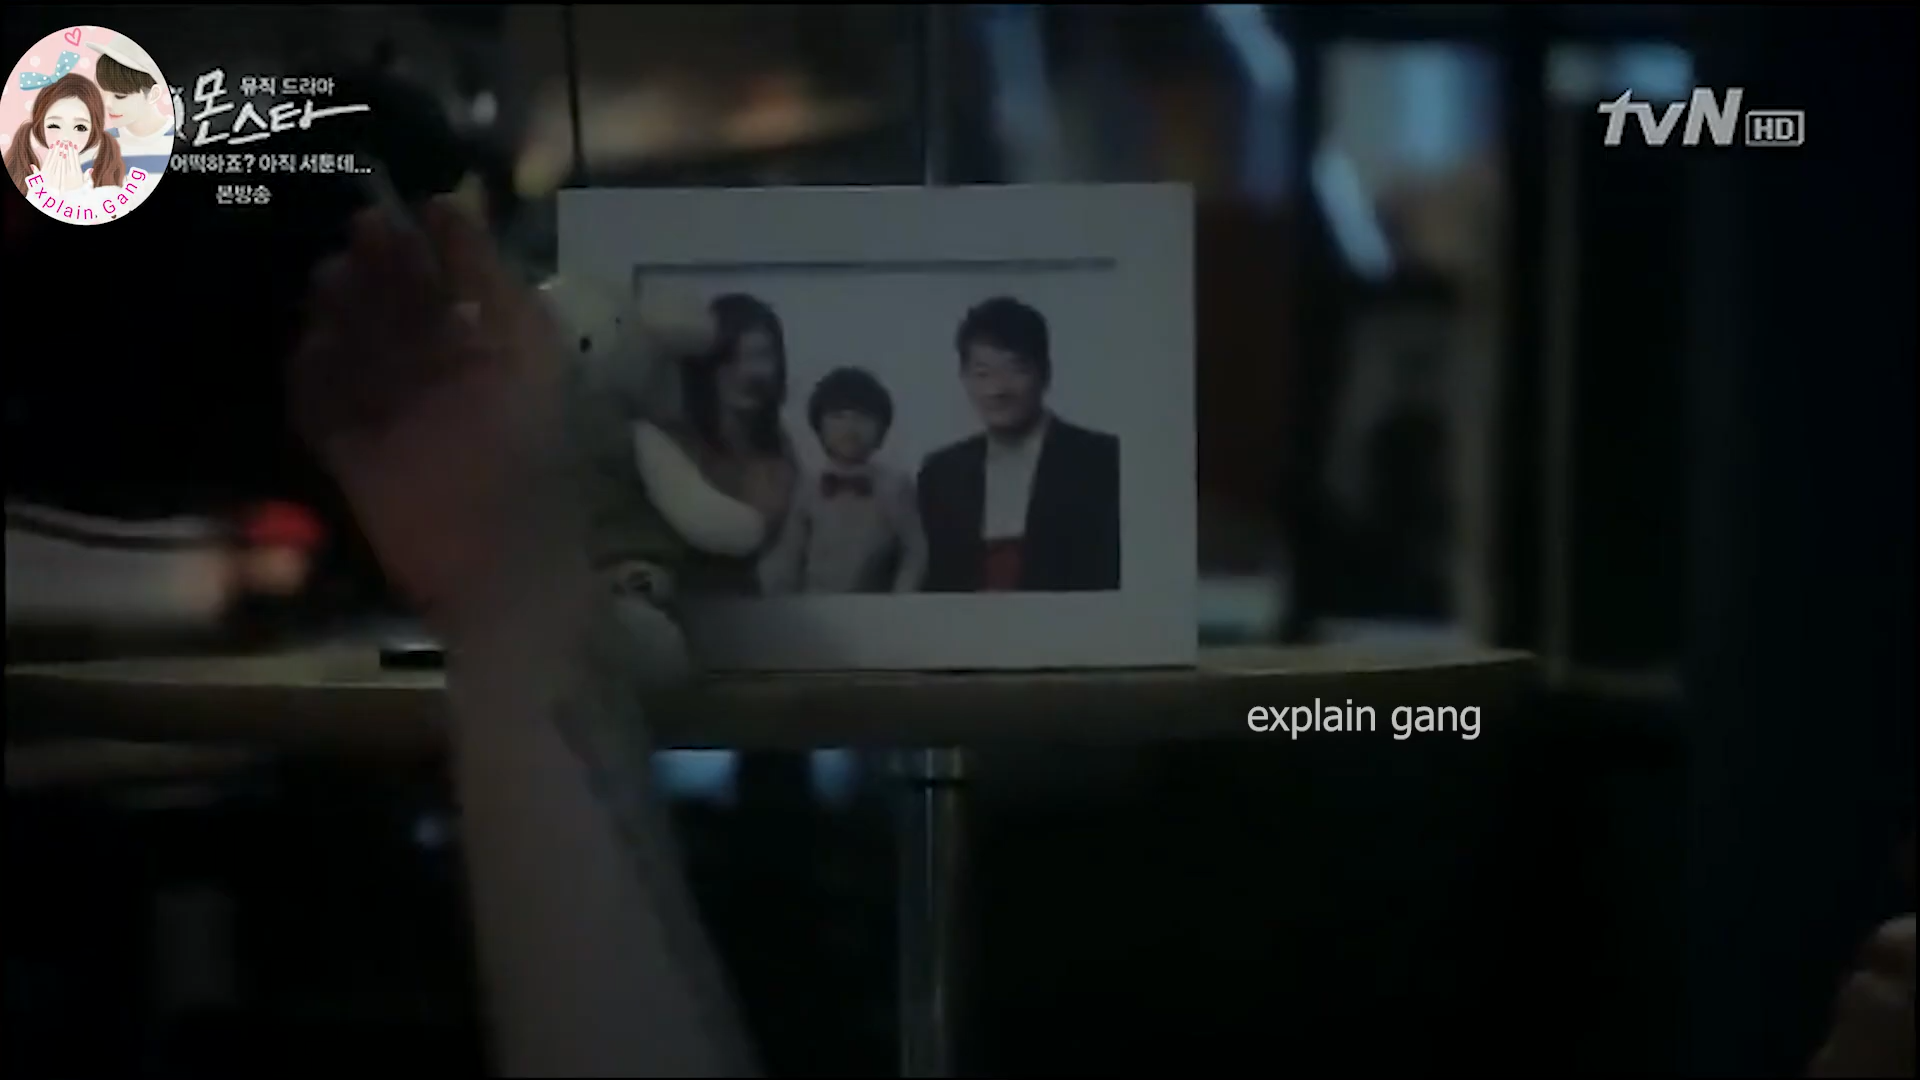 뮤직 드라마
몬스타
어떡하죠? 아직 서툰데...
본방송
Explain. Gang
tvN HD
explain gang